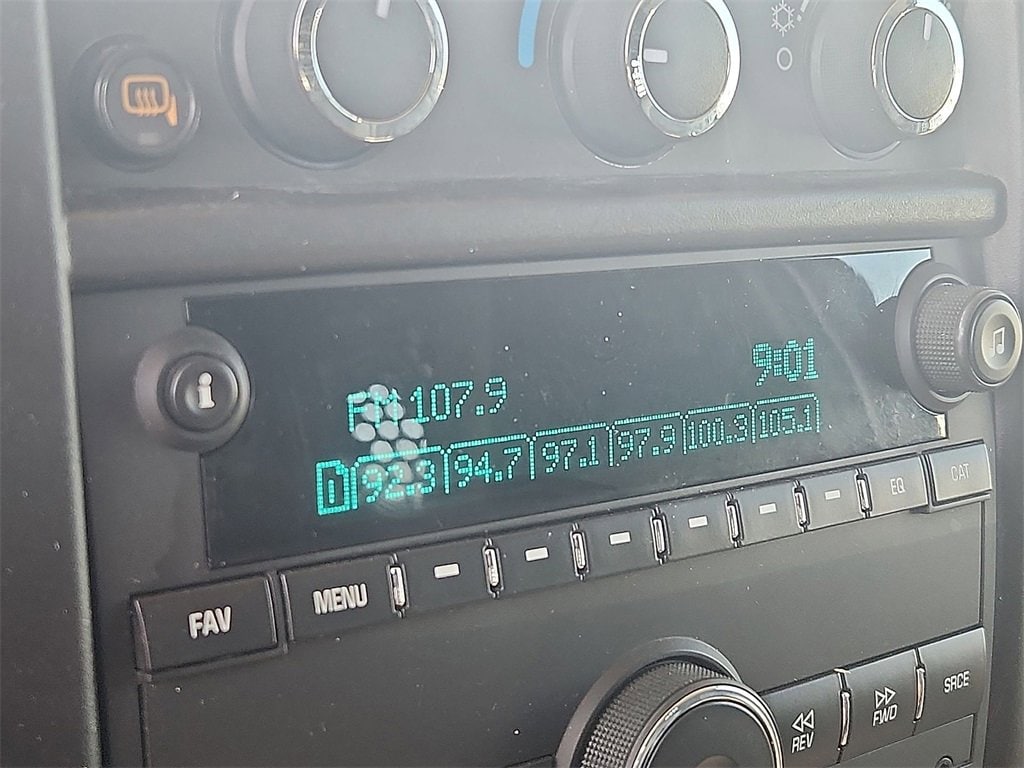 i
FM 107.9
9:01
1 92.9 94.7 97.1 97.9 100.3 105.1
FAV MENU EQ CAT
REV FWD SRCE